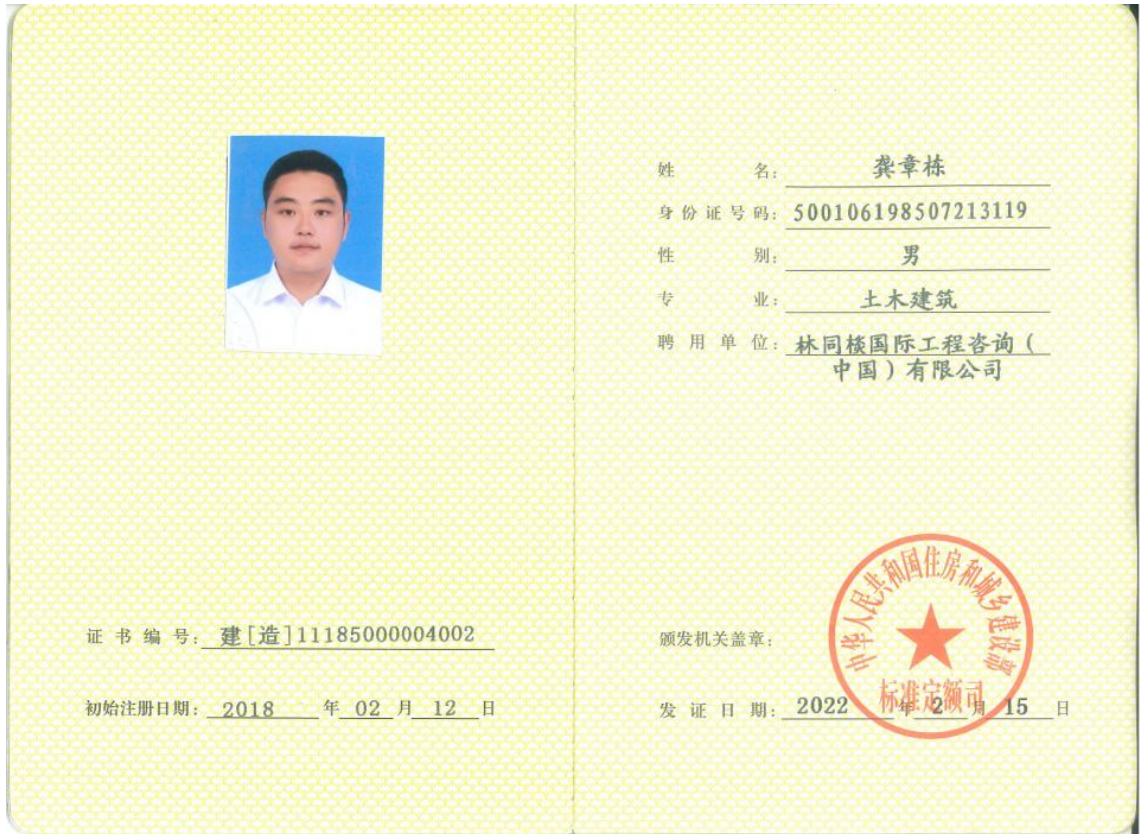 证书编号: 建[造]11185000004002
初始注册日期: 2018 年 02 月 12 日
姓名: 龚章栋
身份证号码: 500106198507213119
性别: 男
专业: 土木建筑
聘用单位: 林同棪国际工程咨询(
中国)有限公司
颁发机关盖章:
中华人民共和国住房和城乡建设部
标准定额司
发证日期: 2022 年 2 月 15 日